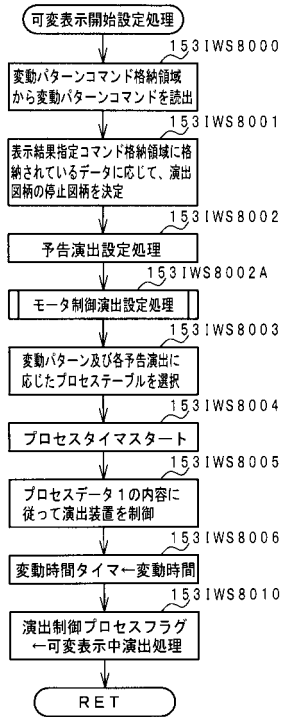 可変表示開始設定処理
153IWS8000
変動パターンコマンド格納領域
から変動パターンコマンドを読出
153IWS8001
表示結果指定コマンド格納領域に格
納されているデータに応じて、演出
図柄の停止図柄を決定
153IWS8002
予告演出設定処理
153IWS8002A
モータ制御演出設定処理
153IWS8003
変動パターン及び各予告演出に
応じたプロセステーブルを選択
153IWS8004
プロセスタイマスタート
153IWS8005
プロセスデータ1の内容に
従って演出装置を制御
153IWS8006
変動時間タイマ←変動時間
153IWS8010
演出制御プロセスフラグ
←可変表示中演出処理
RET